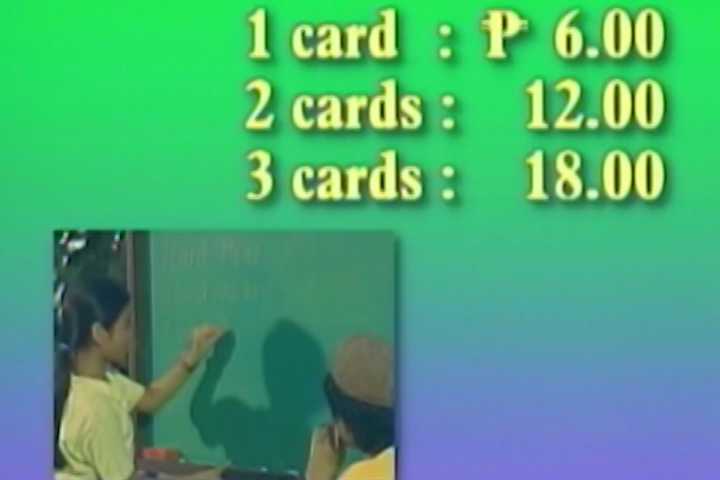 1 card : ₱ 6.00
2 cards : 12.00
3 cards : 18.00